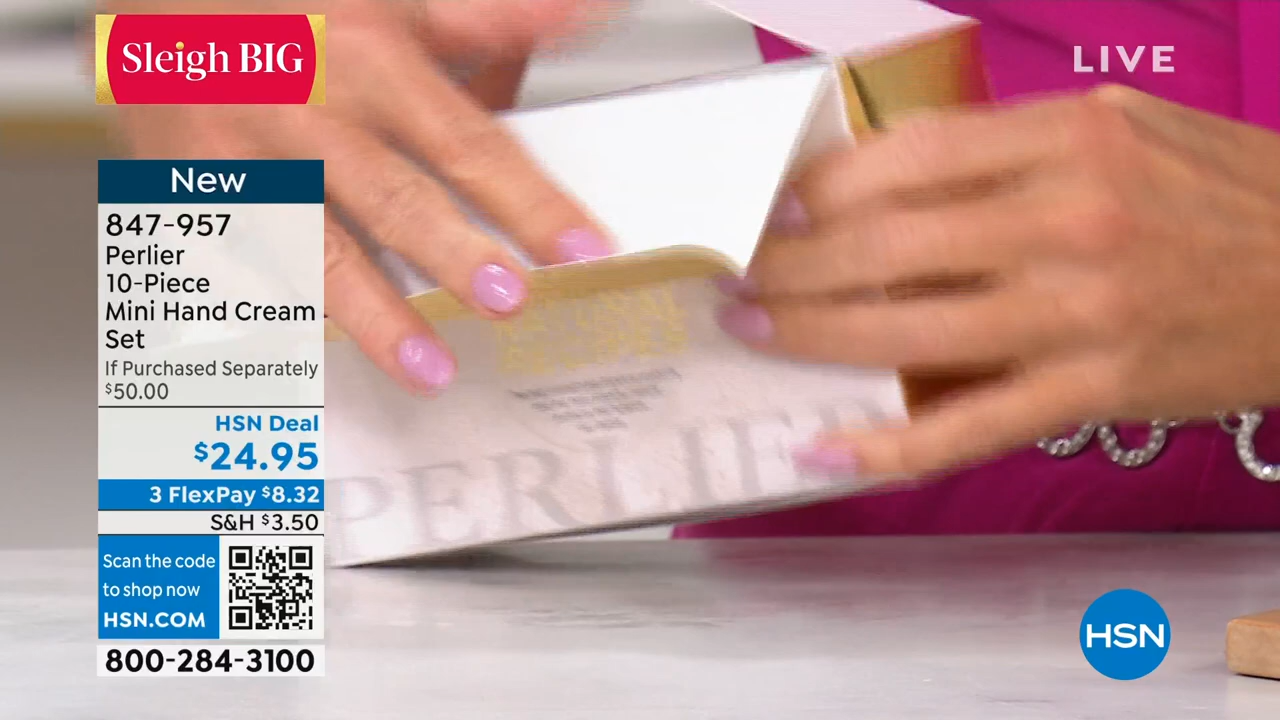 Sleigh BIG
LIVE
New
847-957
Perlier
10-Piece
Mini Hand Cream
Set
If Purchased Separately
$50.00
HSN Deal
$24.95
3 FlexPay $8.32
S&H $3.50
Scan the code
to shop now
HSN.COM
800-284-3100
NATURAL
RECIPES
PERLIER
HSN